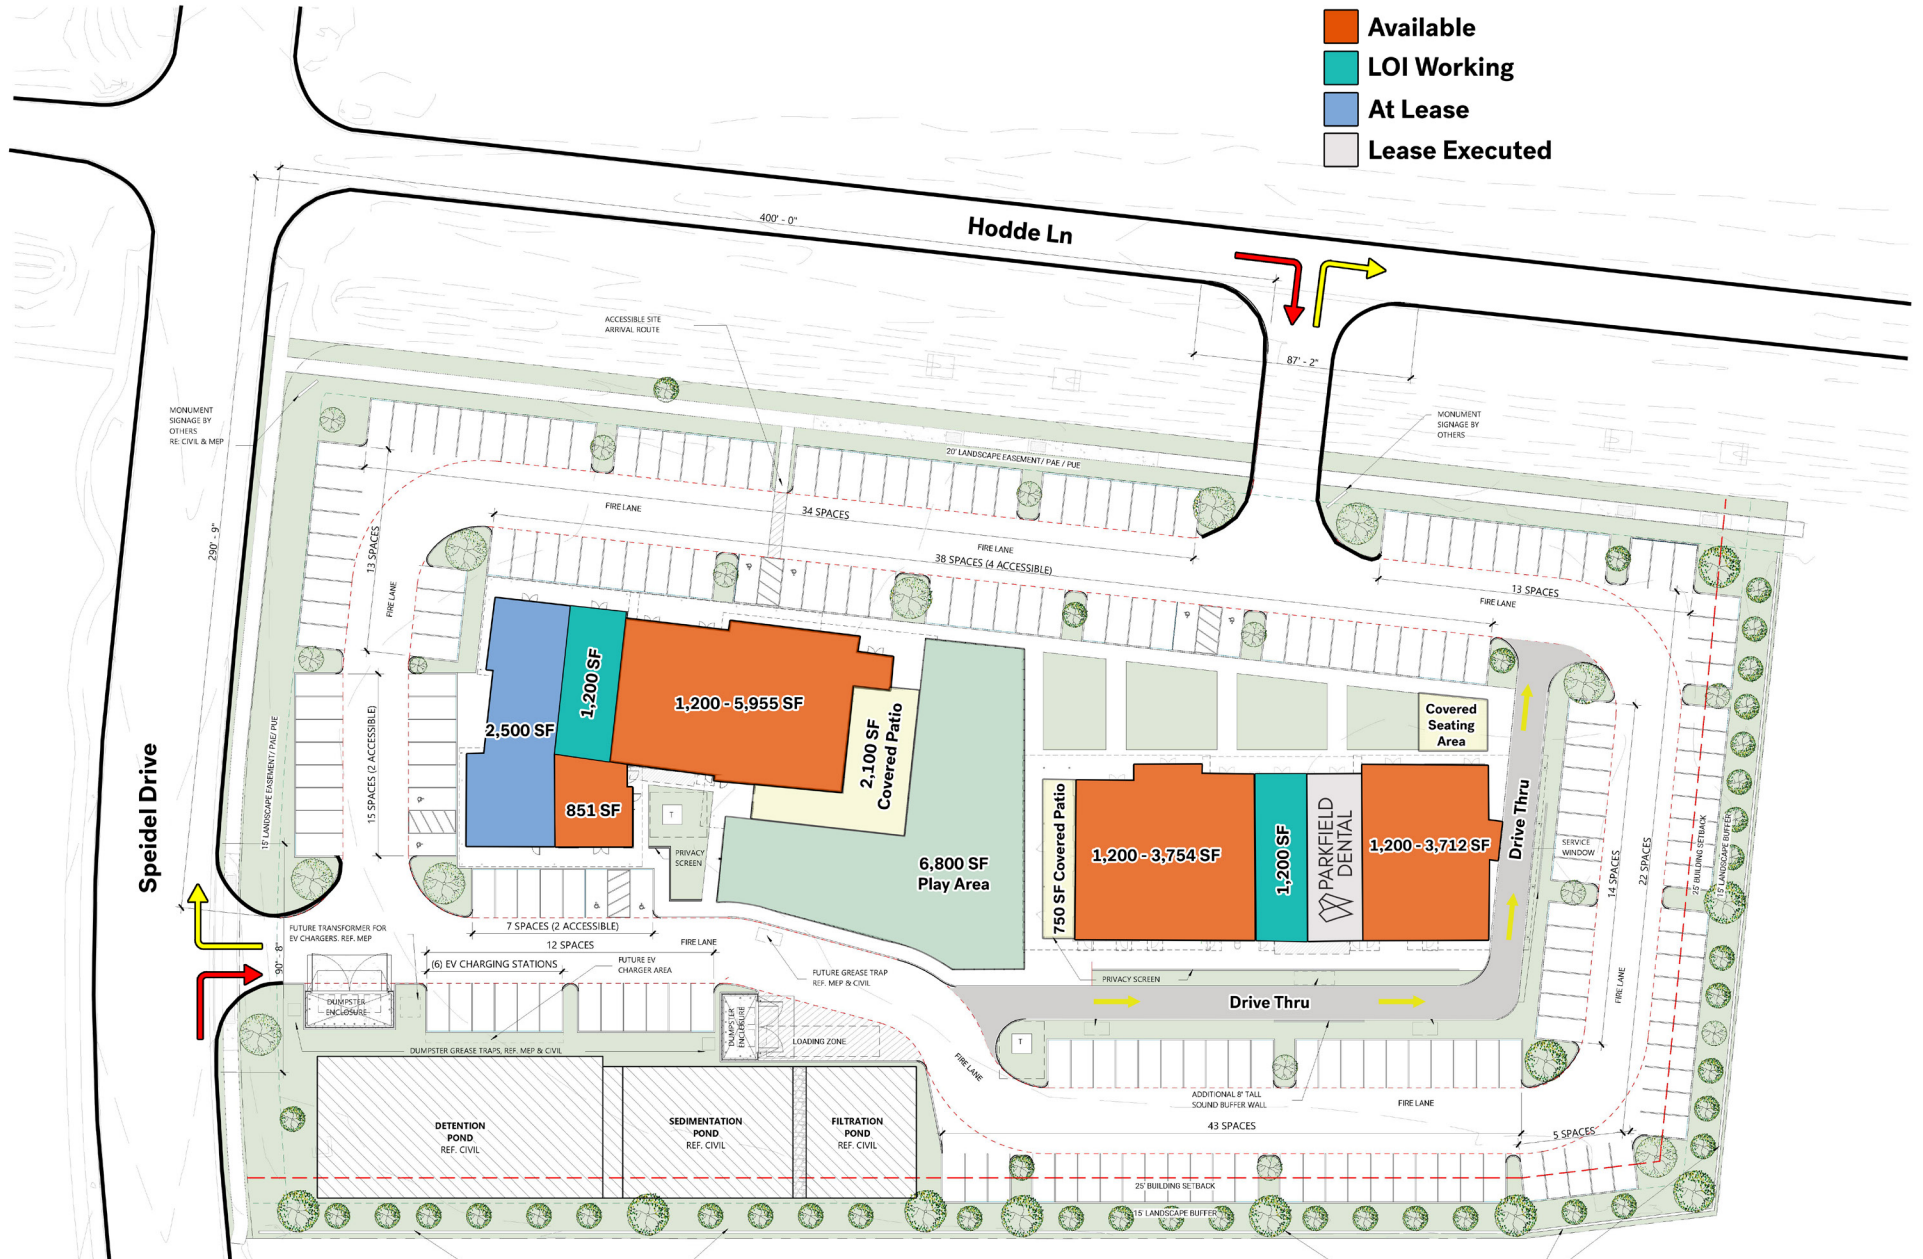 Available
LOI Working
At Lease
Lease Executed
Hodde Ln
400' - 0"
87' - 2"
ACCESSIBLE SITE
ARRIVAL ROUTE
MONUMENT
SIGNAGE BY
OTHERS
RE: CIVIL & MEP
MONUMENT
SIGNAGE BY
OTHERS
20' LANDSCAPE EASEMENT/ PAE / PUE
FIRE LANE
34 SPACES
FIRE LANE
38 SPACES (4 ACCESSIBLE)
13 SPACES
FIRE LANE
290' - 9"
13 SPACES
FIRE LANE
15 SPACES (2 ACCESSIBLE)
15' LANDSCAPE EASEMENT/ PAE/ PUE
Speidel Drive
2,500 SF
1,200 SF
1,200 - 5,955 SF
851 SF
2,100 SF
Covered Patio
T
PRIVACY
SCREEN
6,800 SF
Play Area
Covered
Seating
Area
750 SF Covered Patio
1,200 - 3,754 SF
1,200 SF
PARKFIELD
DENTAL
1,200 - 3,712 SF
Drive Thru
SERVICE
WINDOW
14 SPACES
22 SPACES
25' BUILDING SETBACK
15' LANDSCAPE BUFFER
FIRE LANE
FUTURE TRANSFORMER FOR
EV CHARGERS. REF. MEP
90' - 8"
7 SPACES (2 ACCESSIBLE)
12 SPACES
FIRE LANE
(6) EV CHARGING STATIONS
FUTURE EV
CHARGER AREA
FUTURE GREASE TRAP
REF. MEP & CIVIL
PRIVACY SCREEN
Drive Thru
DUMPSTER
ENCLOSURE
DUMPSTER
ENCLOSURE
LOADING ZONE
T
DUMPSTER GREASE TRAPS, REF. MEP & CIVIL
FIRE LANE
ADDITIONAL 8' TALL
SOUND BUFFER WALL
FIRE LANE
DETENTION
POND
REF. CIVIL
SEDIMENTATION
POND
REF. CIVIL
FILTRATION
POND
REF. CIVIL
43 SPACES
5 SPACES
25' BUILDING SETBACK
15' LANDSCAPE BUFFER